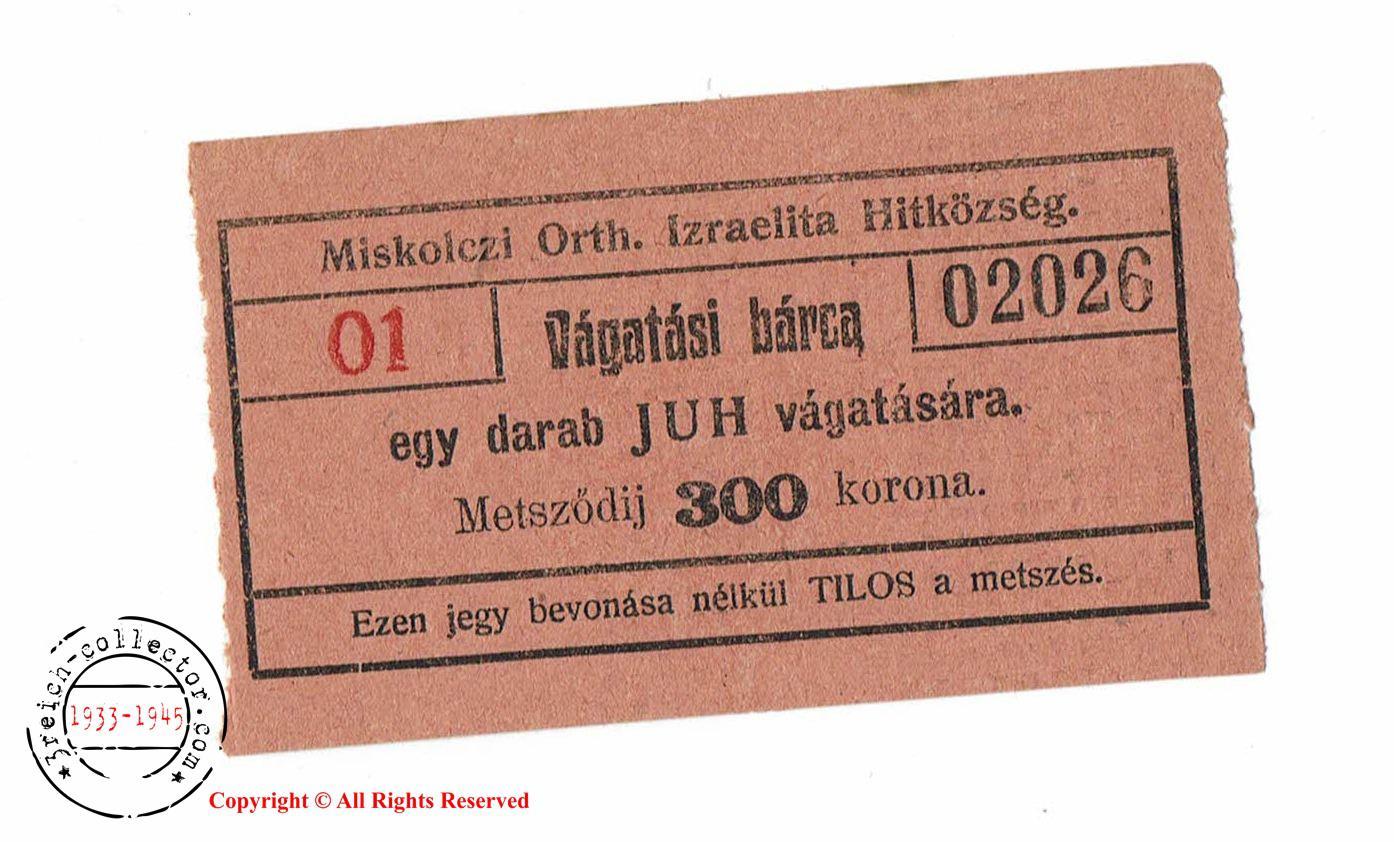 Miskolczi Orth. Izraelita Hitközség.
01
Vágatási bárca
02026
egy darab JUH vágatására.
Metsződij 300 korona.
Ezen jegy bevonása nélkül TILOS a metszés.
3reich-collector.com
1933-1945
Copyright © All Rights Reserved